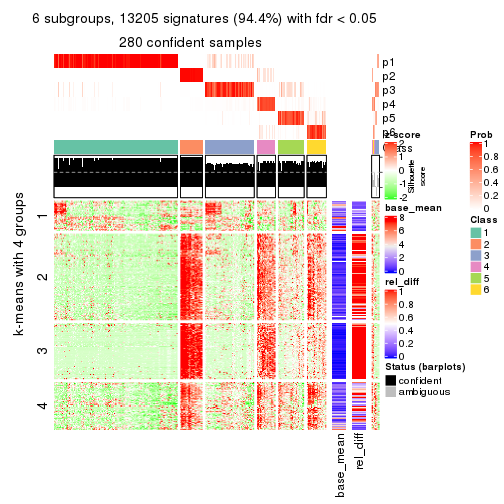 6 subgroups, 13205 signatures (94.4%) with fdr < 0.05
280 confident samples
p1
p2
p3
p4
p5
p6
Class
Silhouette score
k-means with 4 groups
1
2
3
4
base_mean
rel_diff
z-score
2
1
0
-1
-2
base_mean
8
6
4
2
0
rel_diff
1
0.8
0.6
0.4
0.2
0
Status (barplots)
confident
ambiguous
Prob
1
0.8
0.6
0.4
0.2
0
Class
1
2
3
4
5
6